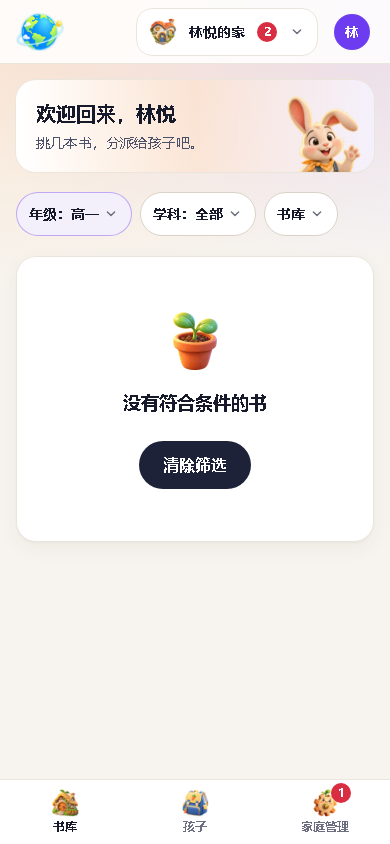 林悦的家 2
林
欢迎回来，林悦
挑几本书，分派给孩子吧。
年级：高一
学科：全部
书库
没有符合条件的书
清除筛选
1
书库
孩子
家庭管理